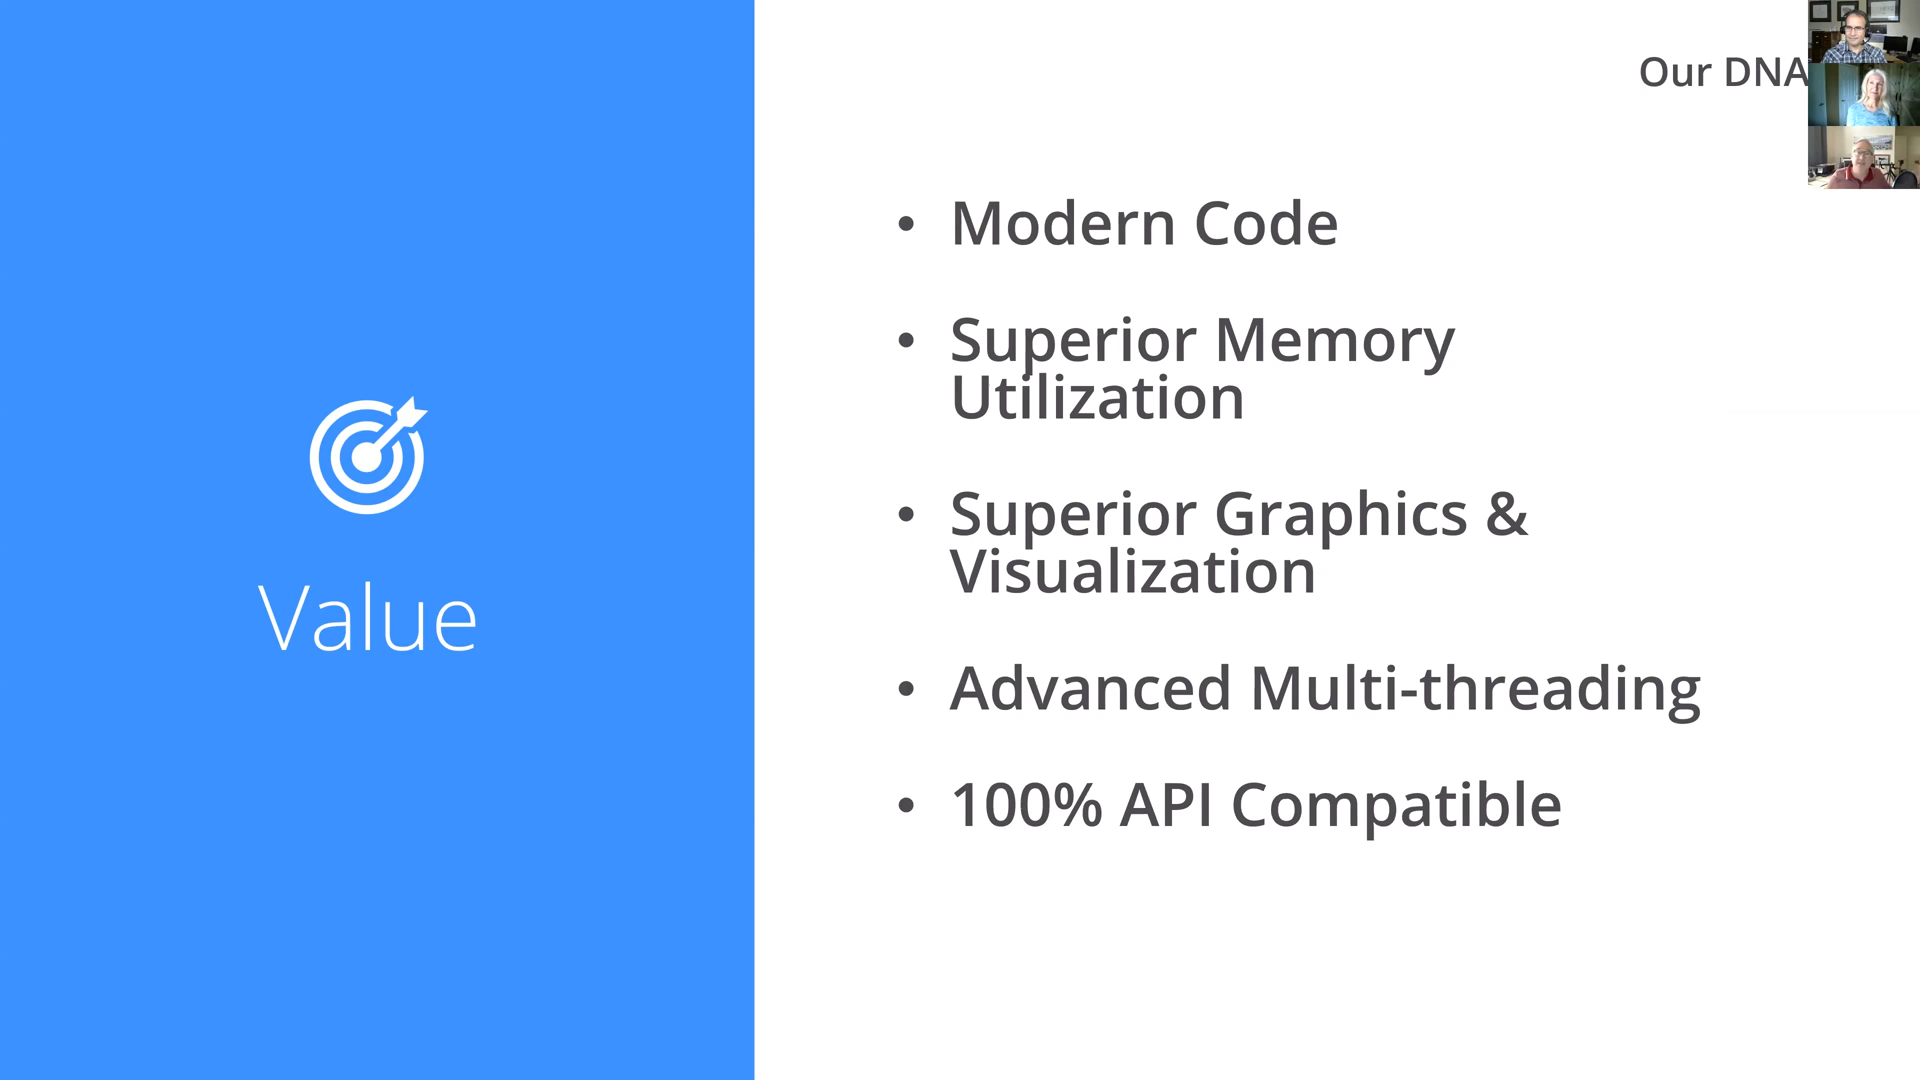 Our DNA
Value
• Modern Code
• Superior Memory
Utilization
• Superior Graphics &
Visualization
• Advanced Multi-threading
• 100% API Compatible